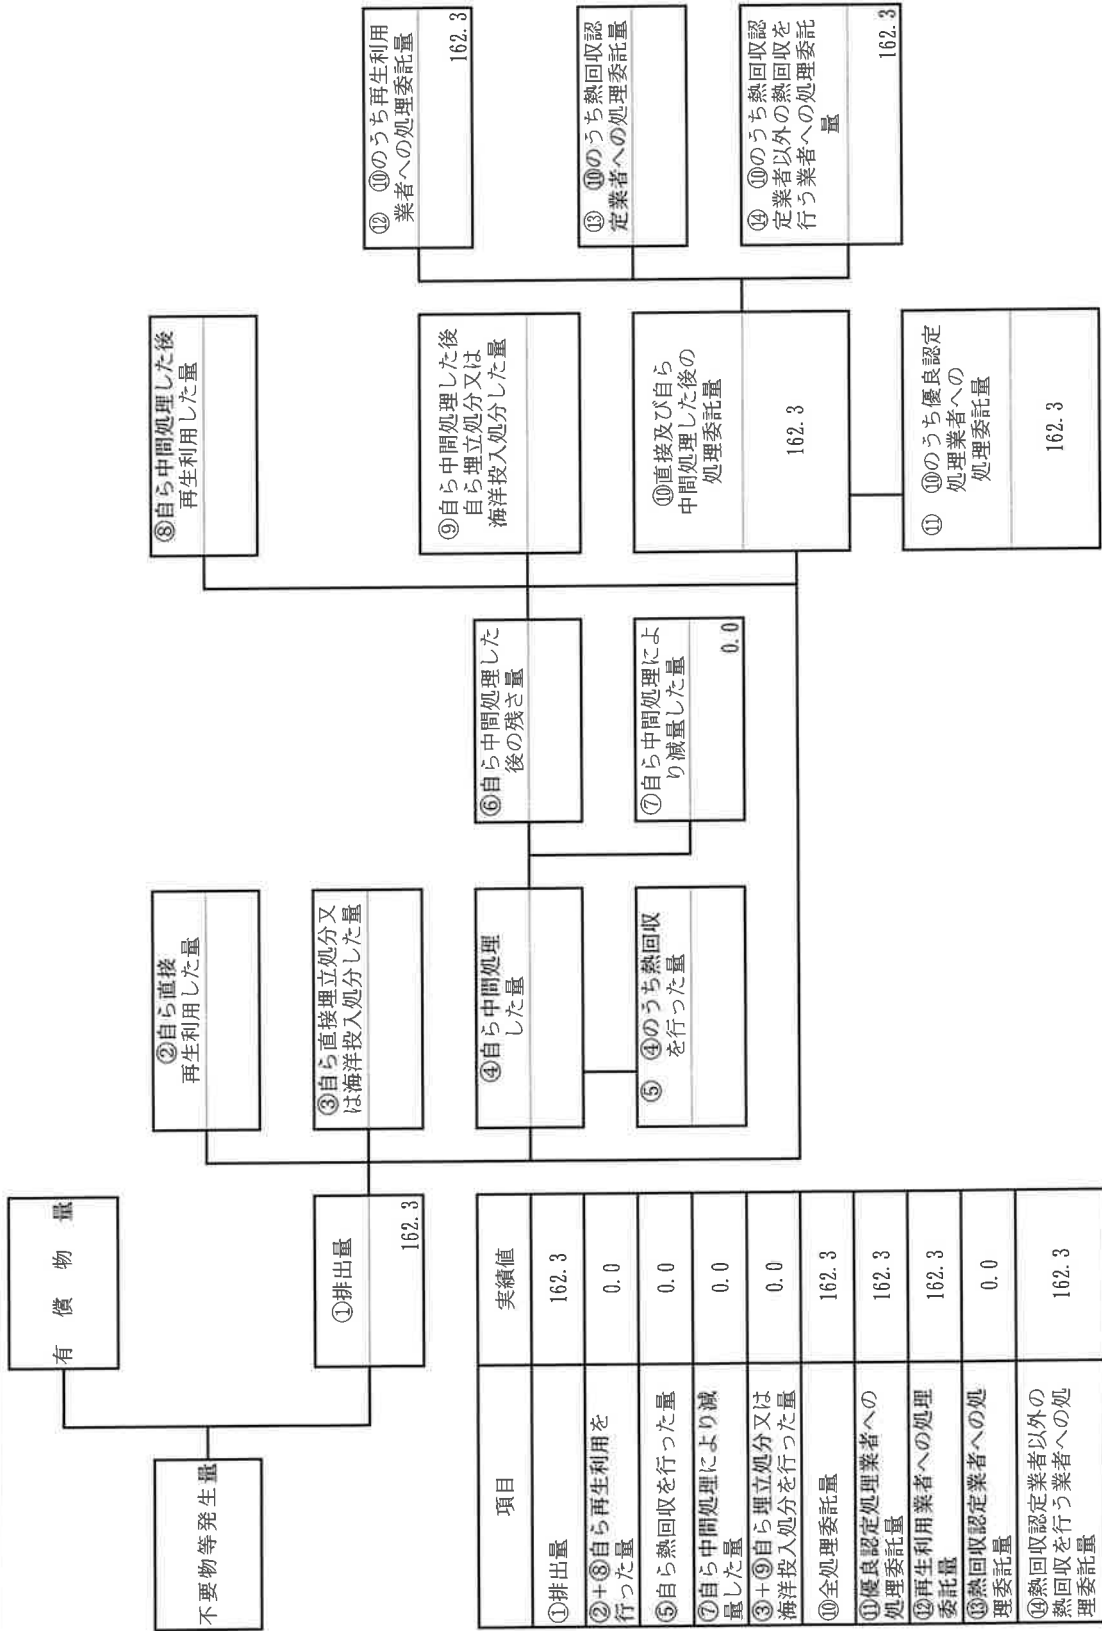 不要物等発生量
有 償 物 量
①排出量
162.3
②自ら直接
再生利用した量
③自ら直接埋立処分又
は海洋投入処分した量
④自ら中間処理
した量
⑤ ④のうち熱回収
を行った量
⑥自ら中間処理した
後の残さ量
⑦自ら中間処理によ
り減量した量
0.0
⑧自ら中間処理した後
再生利用した量
⑨自ら中間処理した後
自ら埋立処分又は
海洋投入処分した量
⑩直接及び自ら
中間処理した後の
処理委託量
162.3
⑪ ⑩のうち優良認定
処理業者への
処理委託量
162.3
⑫ ⑩のうち再生利用
業者への処理委託量
162.3
⑬ ⑩のうち熱回収認
定業者への処理委託量
⑭ ⑩のうち熱回収認
定業者以外の熱回収を
行う業者への処理委託
量
162.3
項目 実績値
①排出量 162.3
②+⑧自ら再生利用を
行った量 0.0
⑤自ら熱回収を行った量 0.0
⑦自ら中間処理により減
量した量 0.0
③+⑨自ら埋立処分又は
海洋投入処分を行った量 0.0
⑩全処理委託量 162.3
⑪優良認定処理業者への
処理委託量 162.3
⑫再生利用業者への処理
委託量 162.3
⑬熱回収認定業者への処
理委託量 0.0
⑭熱回収認定業者以外の
熱回収を行う業者への処
理委託量 162.3